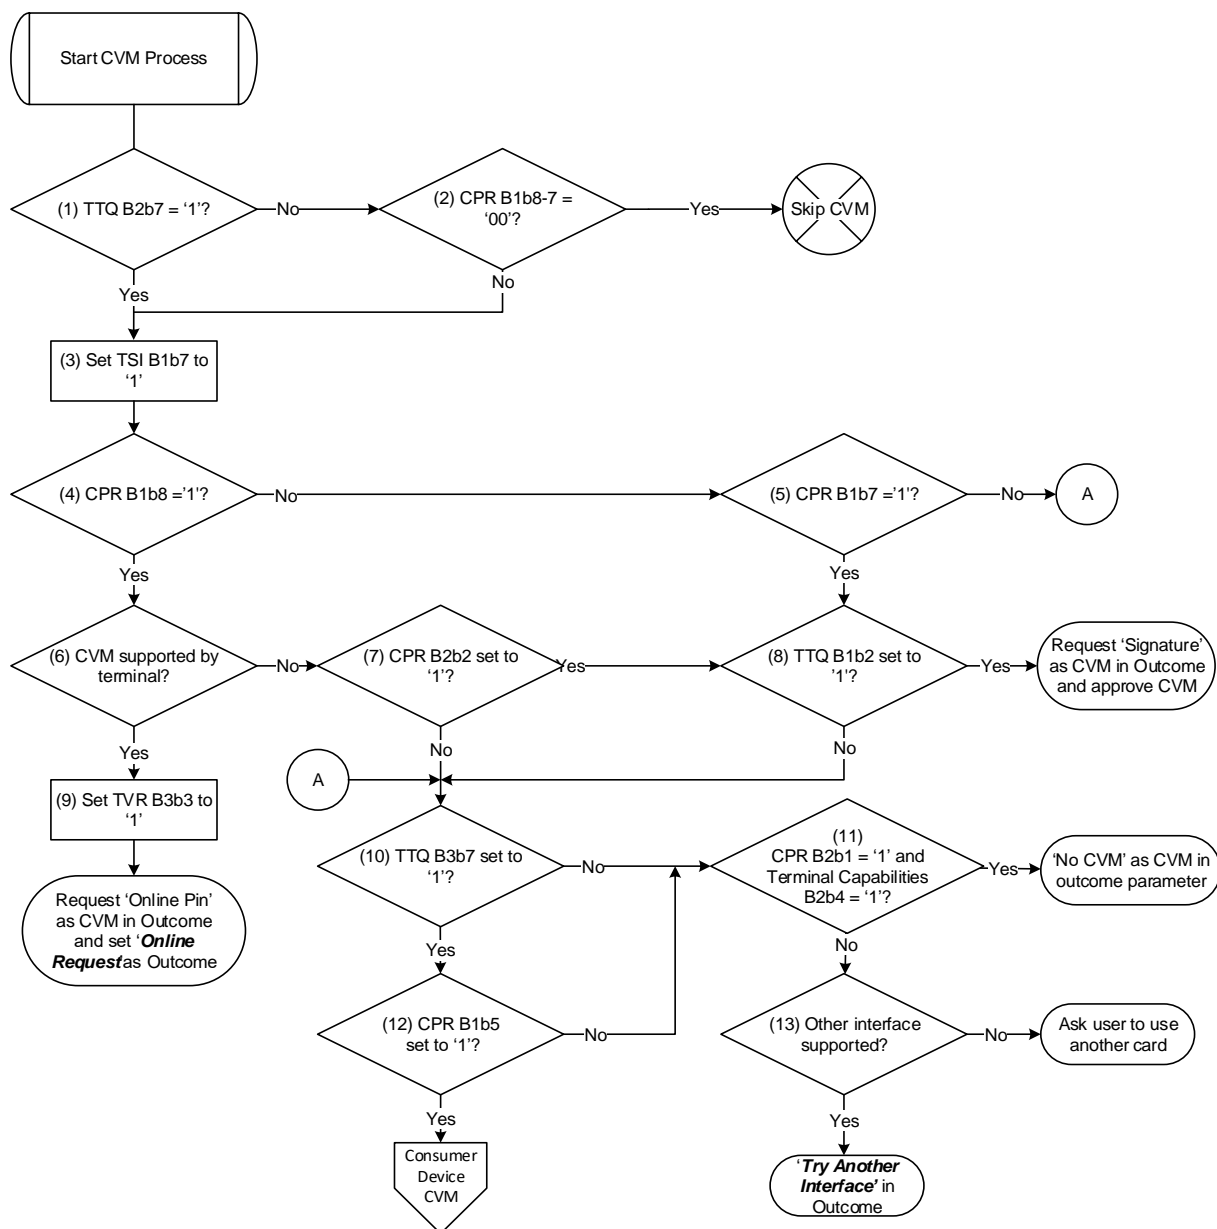 Start CVM Process
(1) TTQ B2b7 = ‘1’?
No
(2) CPR B1b8-7 =
‘00’?
Yes
Skip CVM
Yes
No
(3) Set TSI B1b7 to
‘1’
(4) CPR B1b8 =’1’?
No
(5) CPR B1b7 =’1’?
No
A
Yes
Yes
(6) CVM supported by
terminal?
No
(7) CPR B2b2 set to
‘1’?
Yes
(8) TTQ B1b2 set to
‘1’?
Yes
Request ‘Signature’
as CVM in Outcome
and approve CVM
Yes
No
No
A
(9) Set TVR B3b3 to
‘1’
Request ‘Online Pin’
as CVM in Outcome
and set ‘Online
Request as Outcome
(10) TTQ B3b7 set to
‘1’?
No
(11)
CPR B2b1 = ‘1’ and
Terminal Capabilities
B2b4 = ‘1’?
Yes
‘No CVM’ as CVM in
outcome parameter
Yes
No
(12) CPR B1b5
set to ‘1’?
No
(13) Other interface
supported?
No
Ask user to use
another card
Yes
Yes
Consumer
Device
CVM
‘Try Another
Interface’ in
Outcome